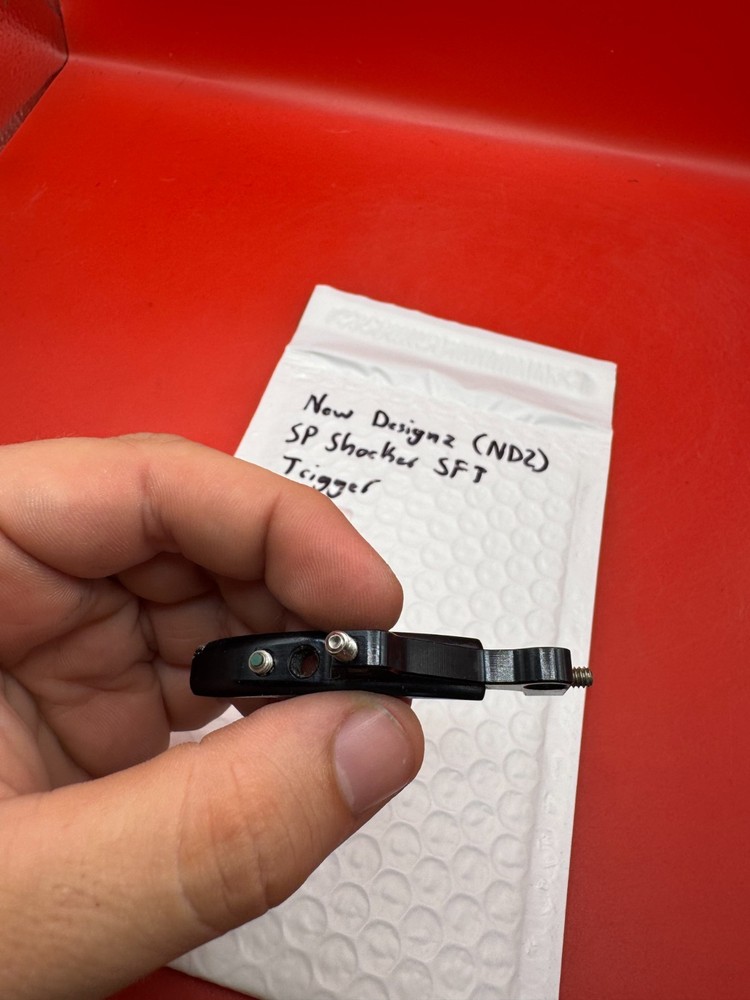 New Designz (NDZ)
SP Shocker SFT
Trigger